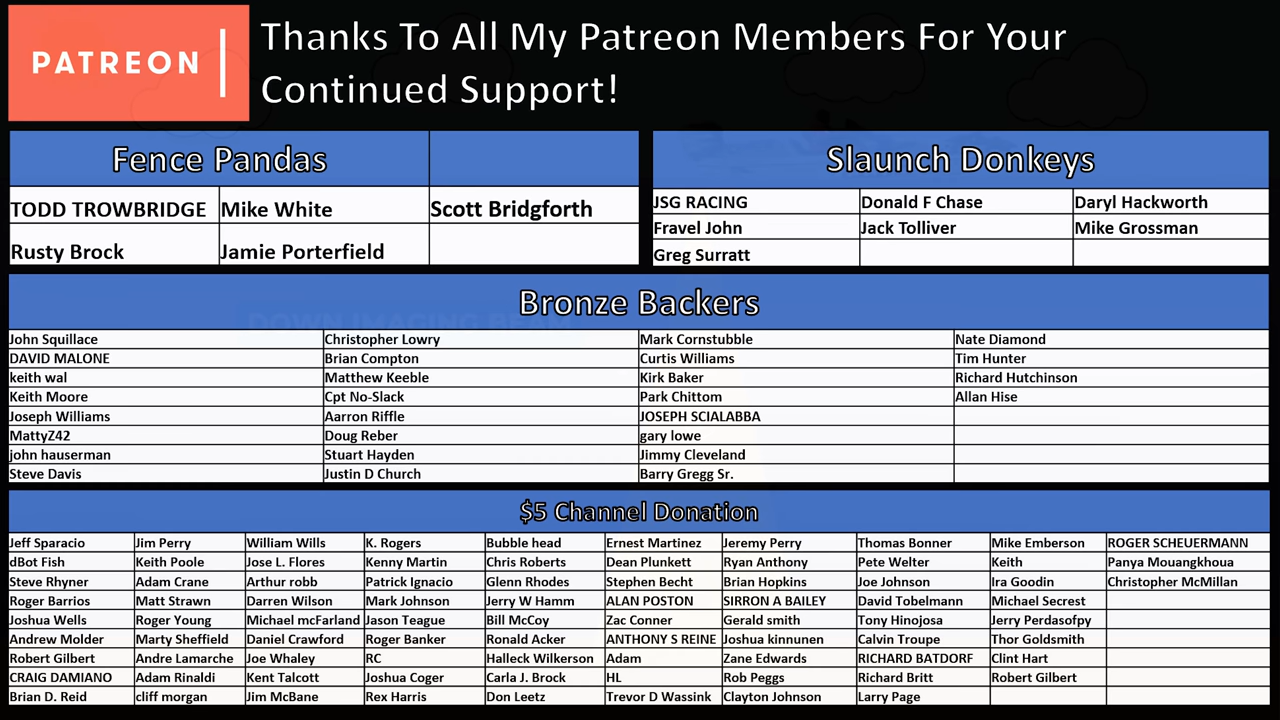 PATREON
Thanks To All My Patreon Members For Your
Continued Support!
Fence Pandas
TODD TROWBRIDGE Mike White Scott Bridgforth
Rusty Brock Jamie Porterfield
Slaunch Donkeys
JSG RACING Donald F Chase Daryl Hackworth
Fravel John Jack Tolliver Mike Grossman
Greg Surratt
Bronze Backers
John Squillace Christopher Lowry Mark Cornstubble Nate Diamond
DAVID MALONE Brian Compton Curtis Williams Tim Hunter
keith wal Matthew Keeble Kirk Baker Richard Hutchinson
Keith Moore Cpt No-Slack Park Chittom Allan Hise
Joseph Williams Aarron Riffle JOSEPH SCIALABBA
MattyZ42 Doug Reber gary lowe
john hauserman Stuart Hayden Jimmy Cleveland
Steve Davis Justin D Church Barry Gregg Sr.
$5 Channel Donation
Jeff Sparacio Jim Perry William Wills K. Rogers Bubble head Ernest Martinez Jeremy Perry Thomas Bonner Mike Emberson ROGER SCHEUERMANN
dBot Fish Keith Poole Jose L. Flores Kenny Martin Chris Roberts Dean Plunkett Ryan Anthony Pete Welter Keith Panya Mouangkhoua
Steve Rhyner Adam Crane Arthur robb Patrick Ignacio Glenn Rhodes Stephen Becht Brian Hopkins Joe Johnson Ira Goodin Christopher McMillan
Roger Barrios Matt Strawn Darren Wilson Mark Johnson Jerry W Hamm ALAN POSTON SIRRON A BAILEY David Tobelmann Michael Secrest
Joshua Wells Roger Young Michael mcFarland Jason Teague Bill McCoy Zac Conner Gerald smith Tony Hinojosa Jerry Perdasofpy
Andrew Molder Marty Sheffield Daniel Crawford Roger Banker Ronald Acker ANTHONY S REINE Joshua kinnunen Calvin Troupe Thor Goldsmith
Robert Gilbert Andre Lamarche Joe Whaley RC Halleck Wilkerson Adam Zane Edwards RICHARD BATDORF Clint Hart
CRAIG DAMIANO Adam Rinaldi Kent Talcott Joshua Coger Carla J. Brock HL Rob Peggs Richard Britt Robert Gilbert
Brian D. Reid cliff morgan Jim McBane Rex Harris Don Leetz Trevor D Wassink Clayton Johnson Larry Page